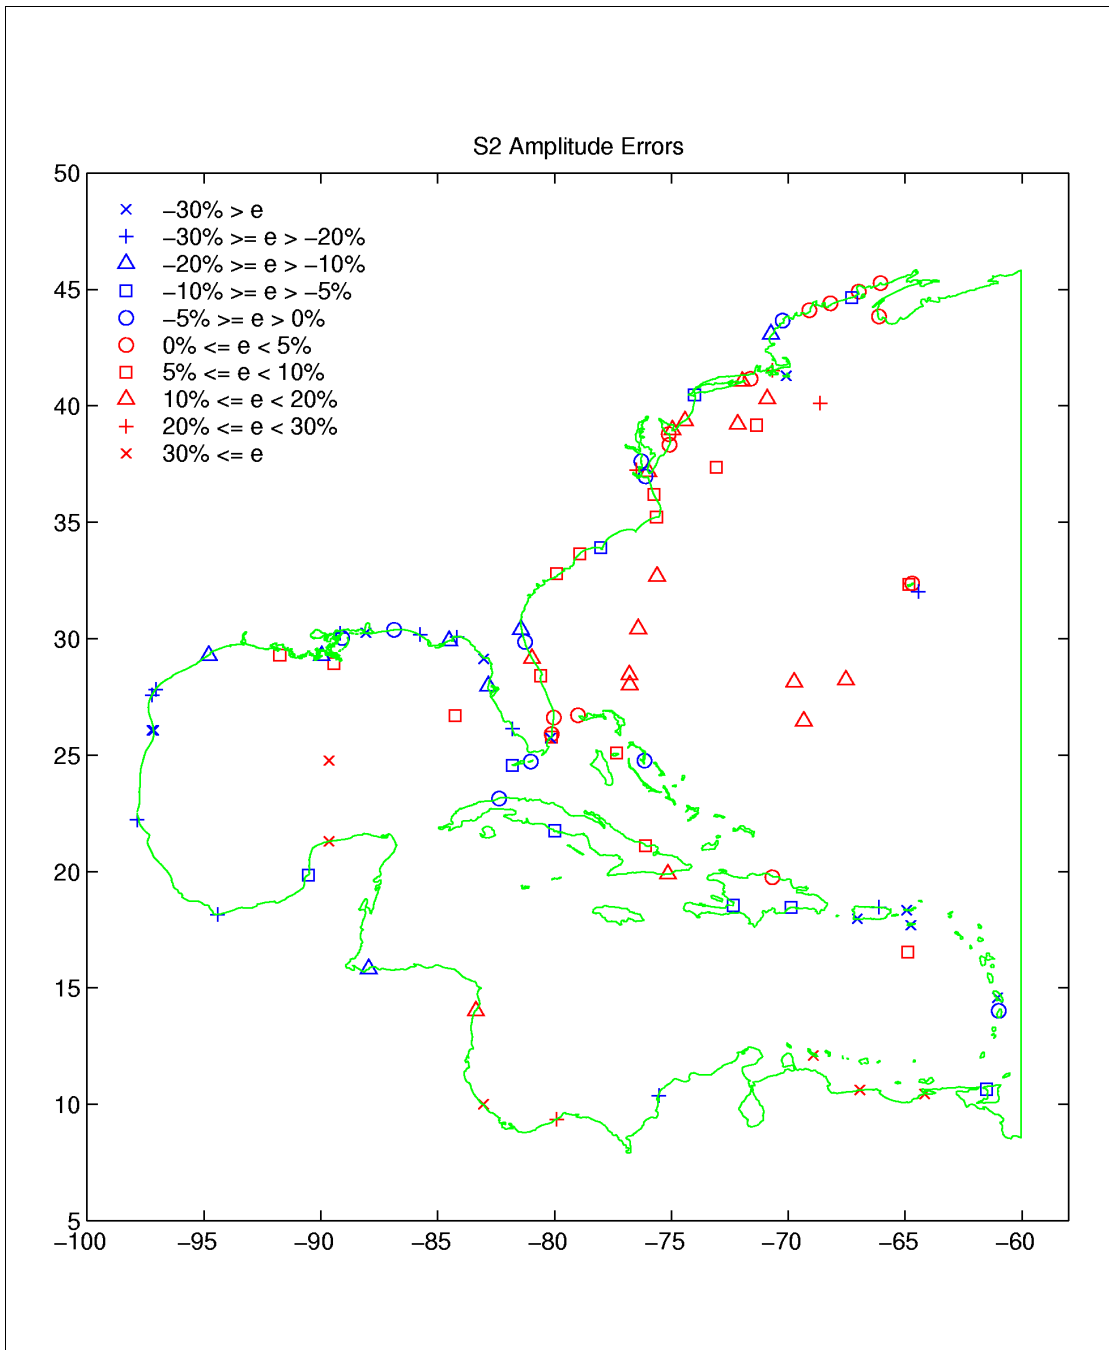 S2 Amplitude Errors
50
45
40
35
30
25
20
15
10
5
−30% > e
−30% >= e > −20%
−20% >= e > −10%
−10% >= e > −5%
−5% >= e > 0%
0% <= e < 5%
5% <= e < 10%
10% <= e < 20%
20% <= e < 30%
30% <= e
−100 −95 −90 −85 −80 −75 −70 −65 −60